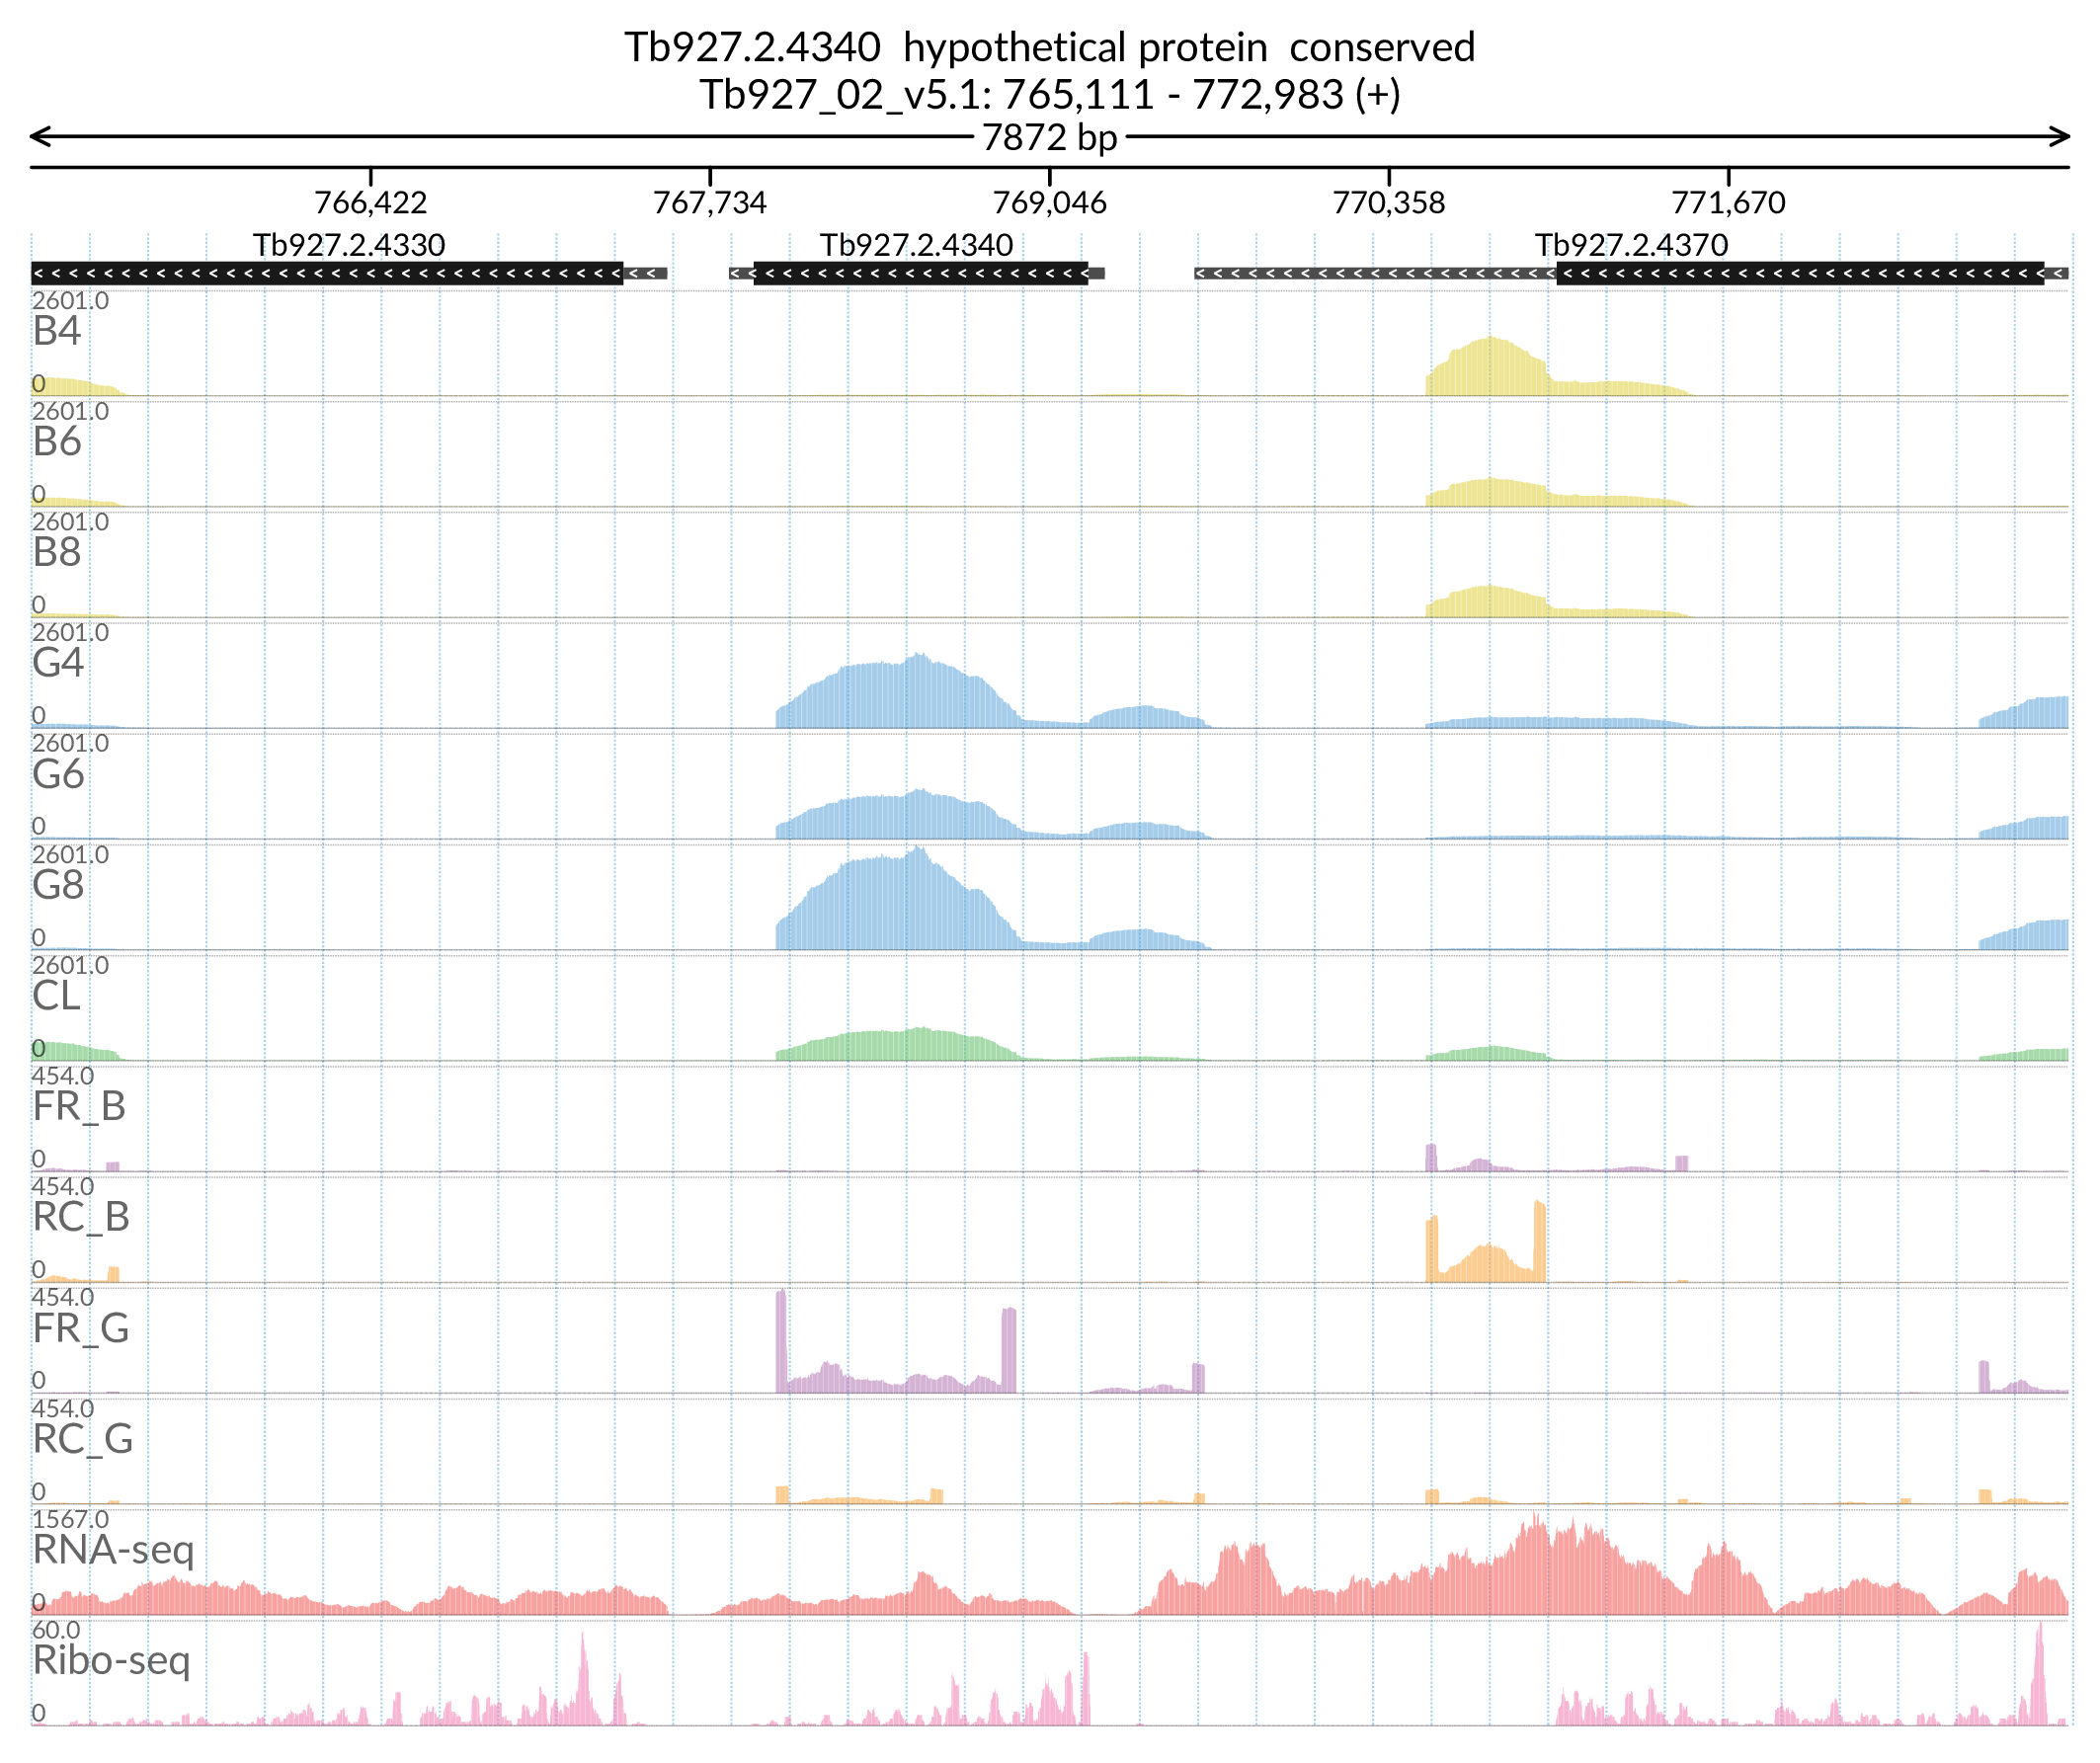 Tb927.2.4340  hypothetical protein  conserved
Tb927_02_v5.1: 765,111 - 772,983 (+)
7872 bp
766,422 767,734 769,046 770,358 771,670
Tb927.2.4330 Tb927.2.4340 Tb927.2.4370
2601.0
B4
0
2601.0
B6
0
2601.0
B8
0
2601.0
G4
0
2601.0
G6
0
2601.0
G8
0
2601.0
CL
0
454.0
FR_B
0
454.0
RC_B
0
454.0
FR_G
0
454.0
RC_G
0
1567.0
RNA-seq
0
60.0
Ribo-seq
0